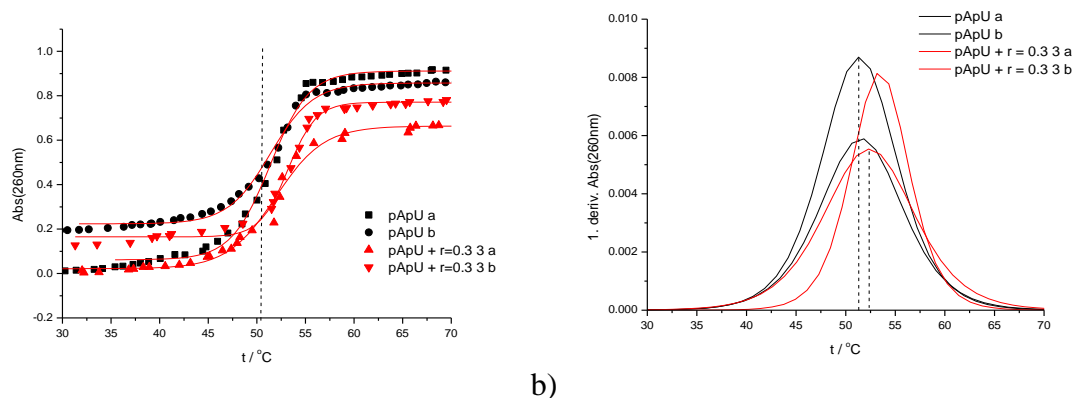 1.0
0.8
0.6
0.4
0.2
0.0
-0.2
30 35 40 45 50 55 60 65 70
Abs(260nm)
t / °C
pApU a
pApU b
pApU + r=0.3 3 a
pApU + r=0.3 3 b
0.010
0.008
0.006
0.004
0.002
0.000
30 45 50 55 60 65 70
1. deriv. Abs(260nm)
t / °C
pApU a
pApU b
pApU + r = 0.3 3 a
pApU + r = 0.3 3 b
b)